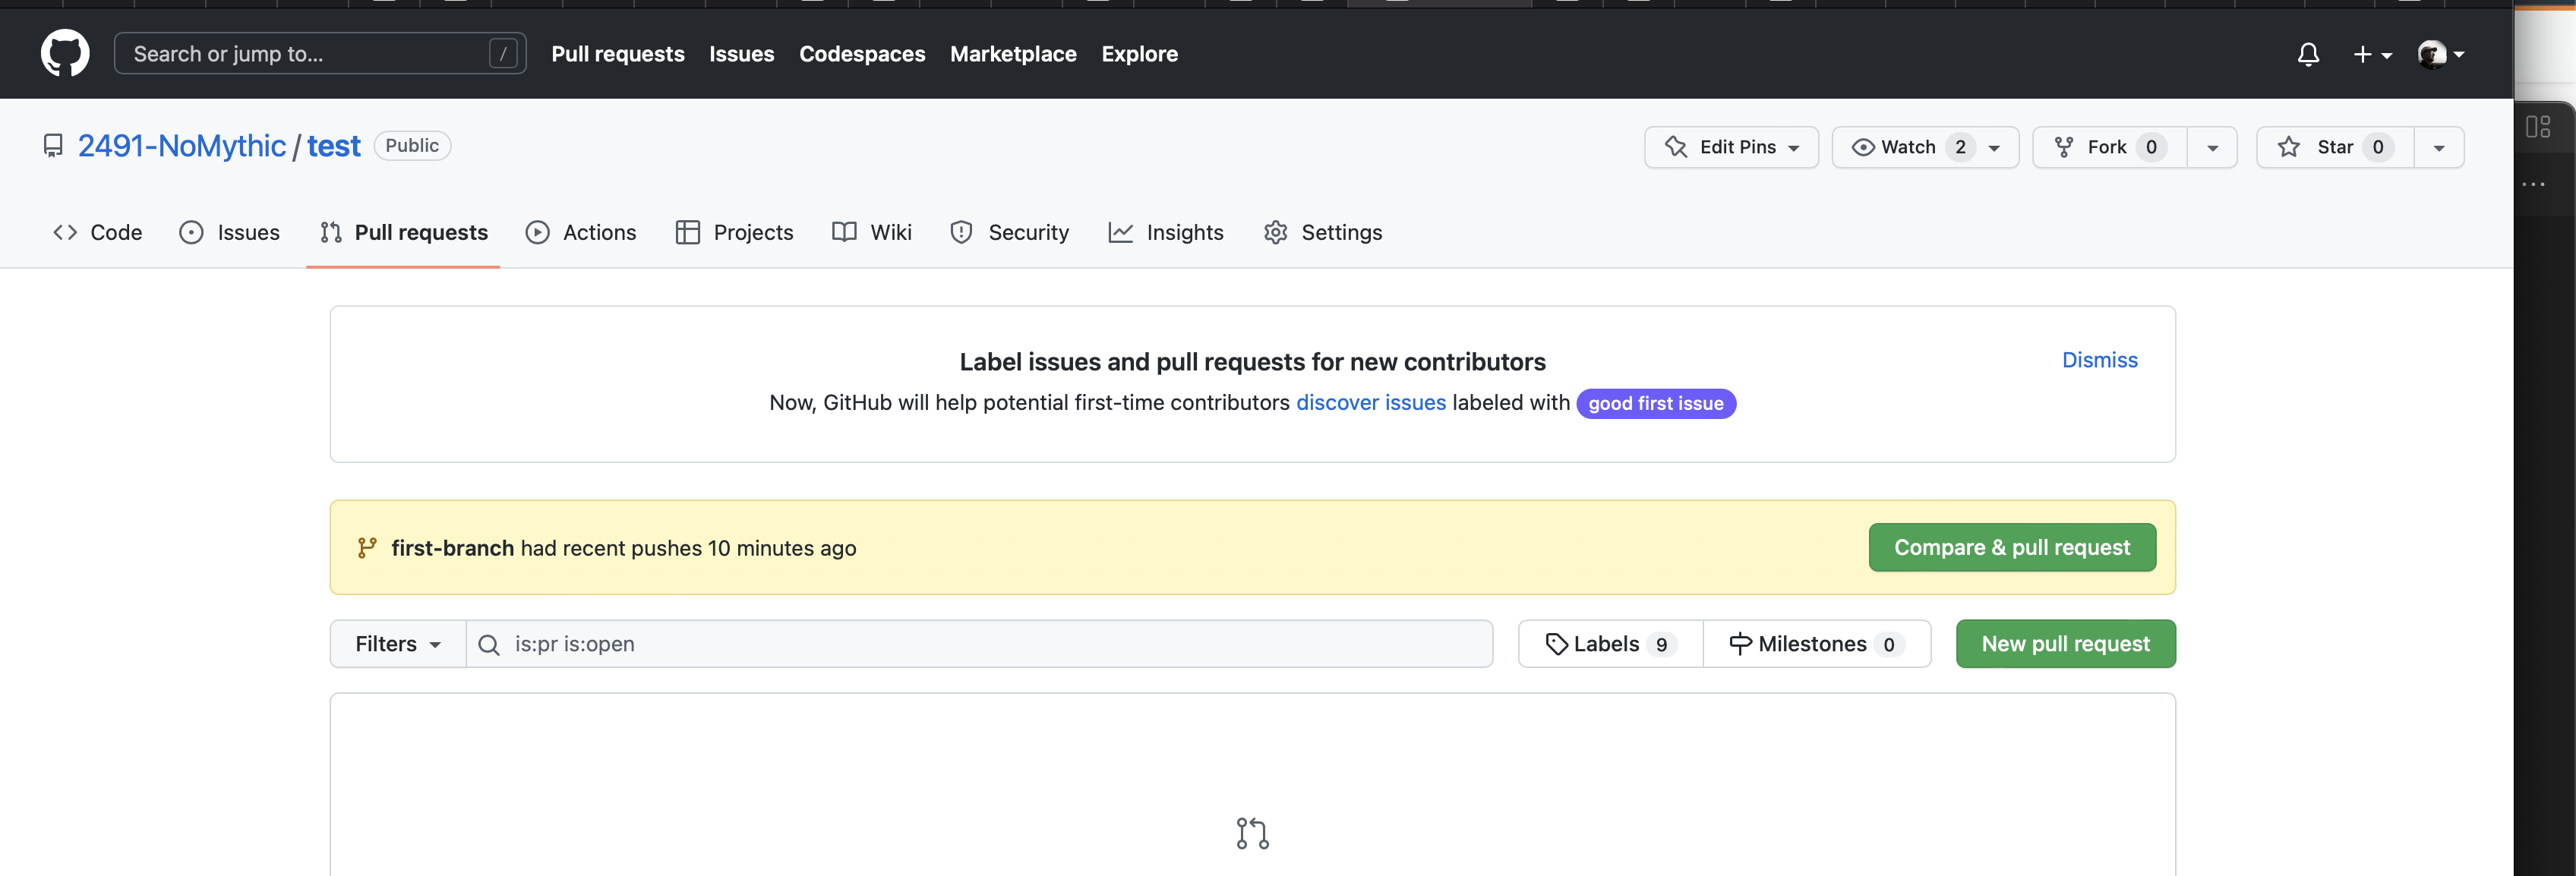 Search or jump to... / Pull requests Issues Codespaces Marketplace Explore
2491-NoMythic / test Public Edit Pins Watch 2 Fork 0 Star 0
Code Issues Pull requests Actions Projects Wiki Security Insights Settings
Label issues and pull requests for new contributors Dismiss
Now, GitHub will help potential first-time contributors discover issues labeled with good first issue
first-branch had recent pushes 10 minutes ago Compare & pull request
Filters is:pr is:open Labels 9 Milestones 0 New pull request